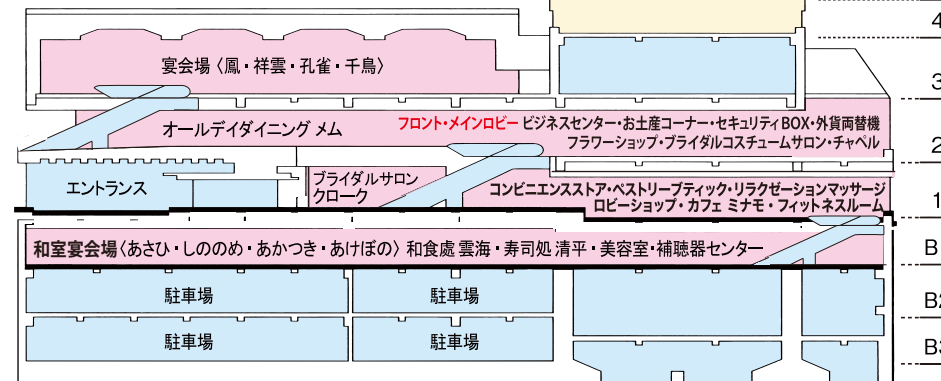 4
宴会場〈鳳・祥雲・孔雀・千鳥〉
3
オールデイダイニング メム
フロント・メインロビー ビジネスセンター・お土産コーナー・セキュリティBOX・外貨両替機
フラワーショップ・ブライダルコスチュームサロン・チャペル
2
エントランス
ブライダルサロン
クローク
コンビニエンスストア・ペストリーブティック・リラクゼーションマッサージ
ロビーショップ・カフェ ミナモ・フィットネスルーム
1
和室宴会場〈あさひ・しののめ・あかつき・あけぼの〉 和食處 雲海・寿司処 清平・美容室・補聴器センター
B
駐車場
駐車場
B2
駐車場
駐車場
B3